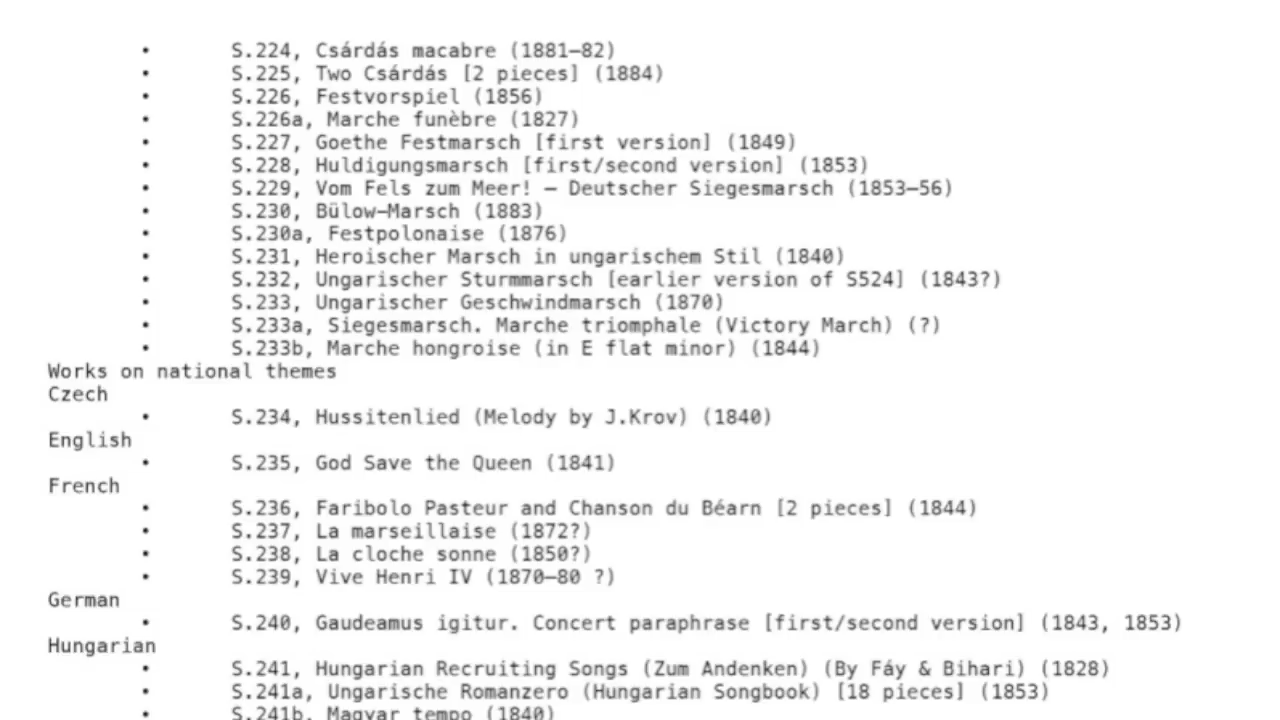 • S.224, Csárdás macabre (1881–82)
• S.225, Two Csárdás [2 pieces] (1884)
• S.226, Festvorspiel (1856)
• S.226a, Marche funèbre (1827)
• S.227, Goethe Festmarsch [first version] (1849)
• S.228, Huldigungsmarsch [first/second version] (1853)
• S.229, Vom Fels zum Meer! – Deutscher Siegesmarsch (1853–56)
• S.230, Bülow–Marsch (1883)
• S.230a, Festpolonaise (1876)
• S.231, Heroischer Marsch in ungarischem Stil (1840)
• S.232, Ungarischer Sturmmarsch [earlier version of S524] (1843?)
• S.233, Ungarischer Geschwindmarsch (1870)
• S.233a, Siegesmarsch. Marche triomphale (Victory March) (?)
• S.233b, Marche hongroise (in E flat minor) (1844)
Works on national themes
Czech
• S.234, Hussitenlied (Melody by J.Krov) (1840)
English
• S.235, God Save the Queen (1841)
French
• S.236, Faribolo Pasteur and Chanson du Béarn [2 pieces] (1844)
• S.237, La marseillaise (1872?)
• S.238, La cloche sonne (1850?)
• S.239, Vive Henri IV (1870–80 ?)
German
• S.240, Gaudeamus igitur. Concert paraphrase [first/second version] (1843, 1853)
Hungarian
• S.241, Hungarian Recruiting Songs (Zum Andenken) (By Fáy & Bihari) (1828)
• S.241a, Ungarische Romanzero (Hungarian Songbook) [18 pieces] (1853)
• S.241b, Magyar tempo (1840)